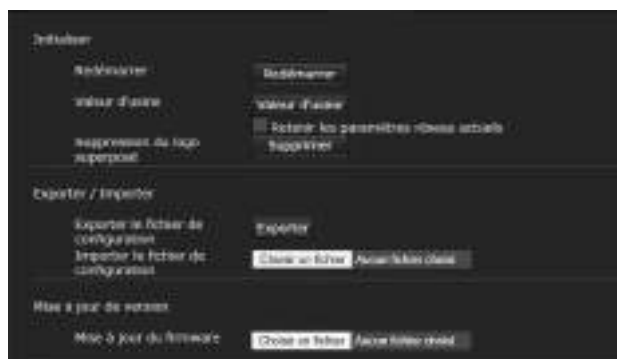 Initialiser
Redémarrer Redémarrer
Valeur d'usine Valeur d'usine
Retenir les paramètres réseau actuels
Suppression du logo superposé Supprimer
Exporter / Importer
Exporter le fichier de configuration Exporter
Importer le fichier de configuration Choisir un fichier Aucun fichier choisi
Mise à jour de version
Mise à jour du firmware Choisir un fichier Aucun fichier choisi